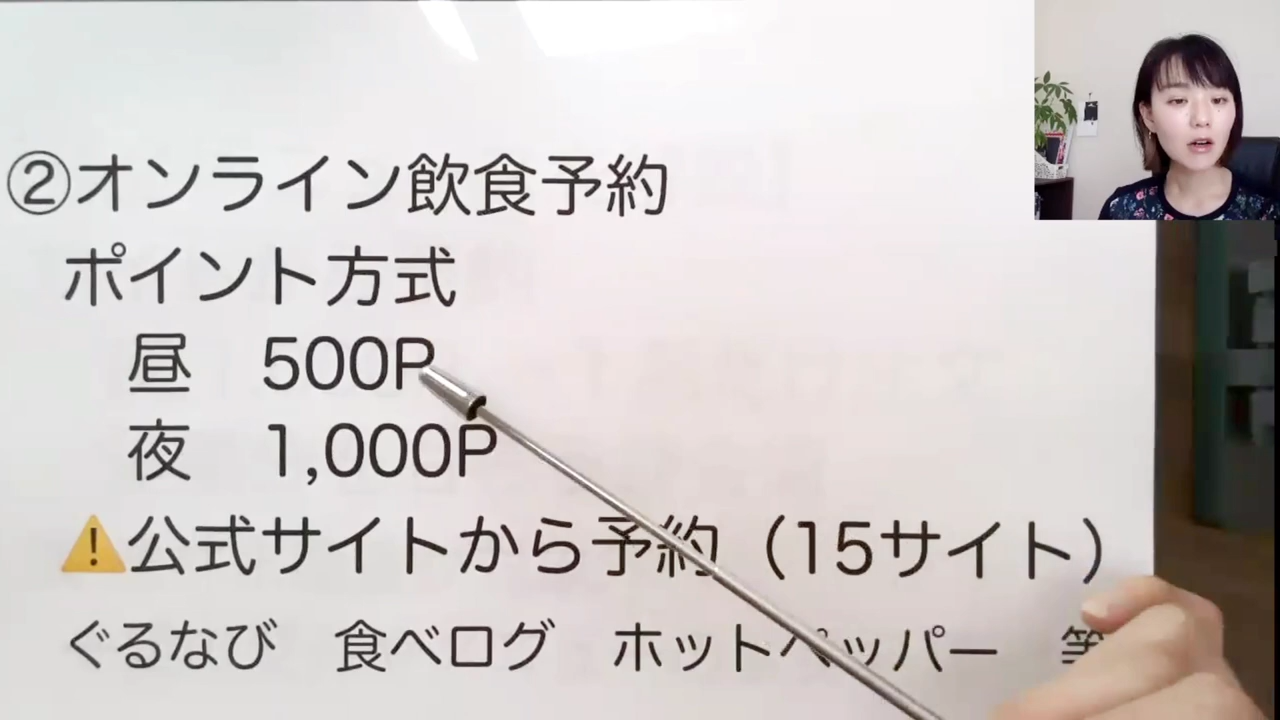 ②オンライン飲食予約
ポイント方式
昼 500P
夜 1,000P
⚠公式サイトから予約（15サイト）
ぐるなび 食べログ ホットペッパー 等